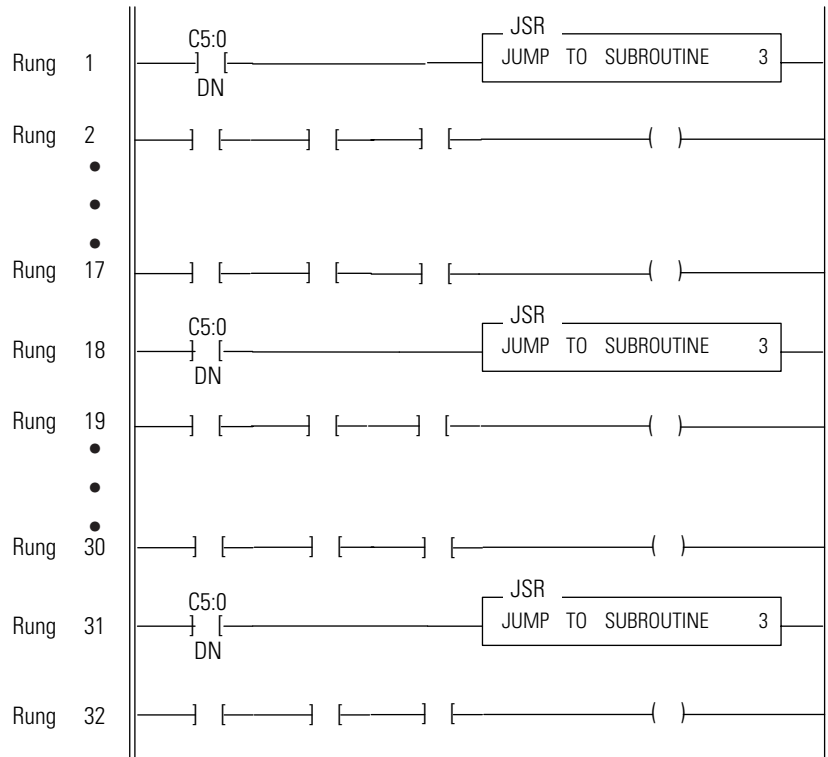 C5:0
JSR
Rung 1 ] [ JUMP TO SUBROUTINE 3
DN
Rung 2 ] [ ] [ ] [ ( )
Rung 17 ] [ ] [ ] [ ( )
C5:0
JSR
Rung 18 ] [ JUMP TO SUBROUTINE 3
DN
Rung 19 ] [ ] [ ] [ ( )
Rung 30 ] [ ] [ ] [ ( )
C5:0
JSR
Rung 31 ] [ JUMP TO SUBROUTINE 3
DN
Rung 32 ] [ ] [ ] [ ( )